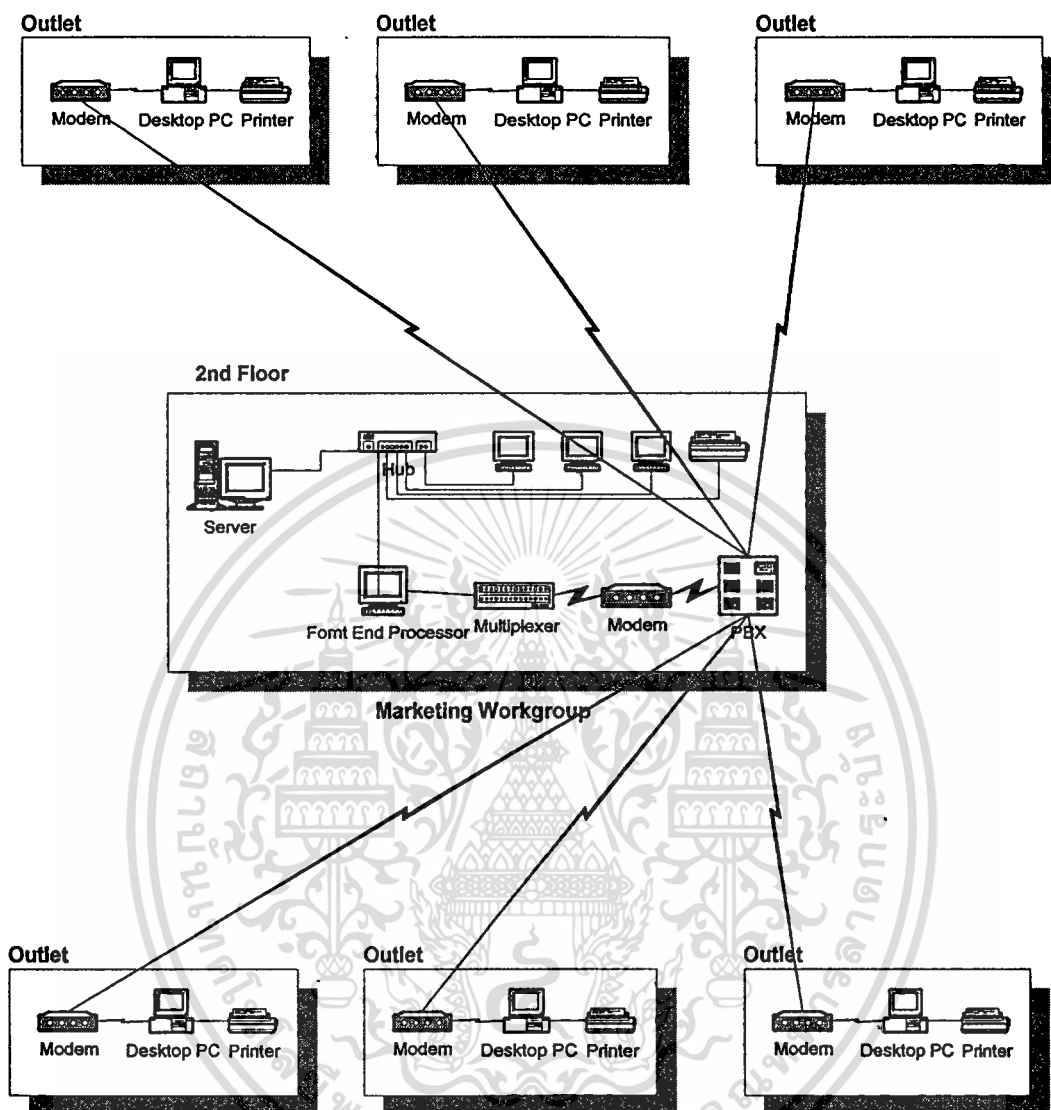 Outlet Outlet Outlet
Modem Desktop PC Printer
Modem Desktop PC Printer
Modem Desktop PC Printer
2nd Floor
Hub
Server
Fornt End Processor Multiplexer Modem PBX
Marketing Workgroup
Outlet Outlet Outlet
Modem Desktop PC Printer
Modem Desktop PC Printer
Modem Desktop PC Printer